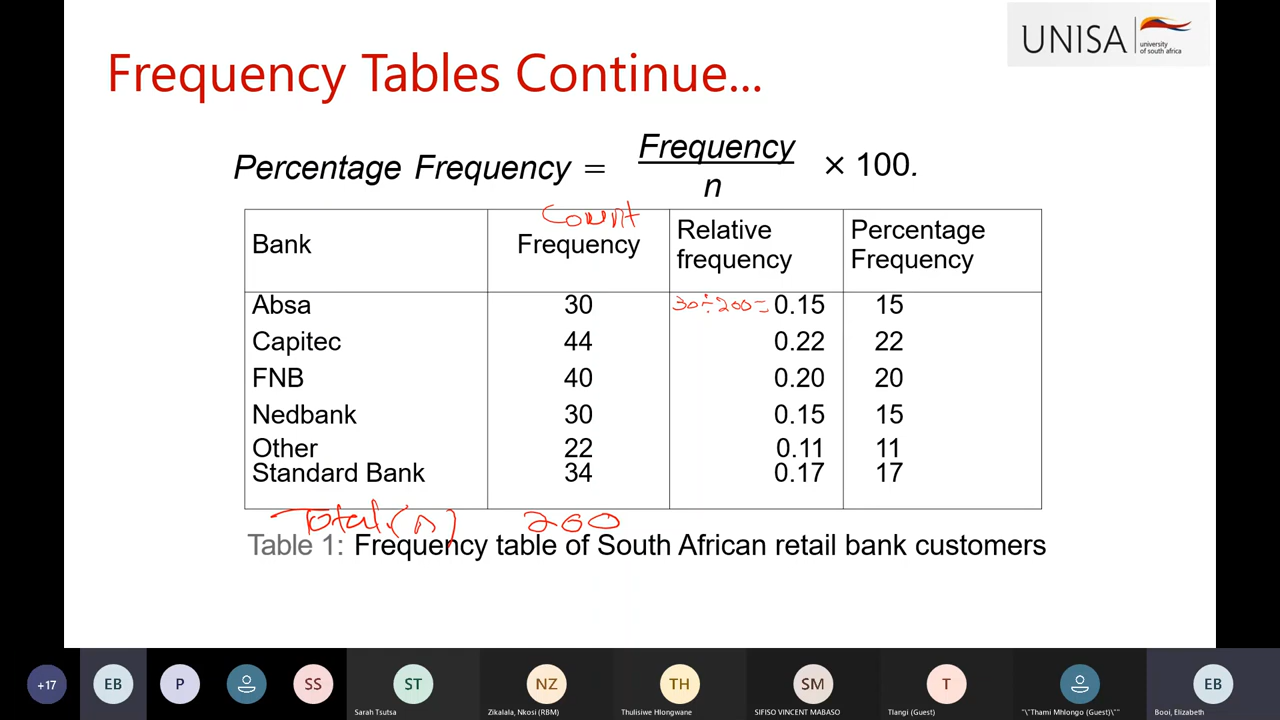 UNISA
university
of south africa
Frequency Tables Continue...
Percentage Frequency = Frequency / n × 100.
Count
Bank Frequency Relative frequency Percentage Frequency
Absa 30 30÷200= 0.15 15
Capitec 44 0.22 22
FNB 40 0.20 20
Nedbank 30 0.15 15
Other 22 0.11 11
Standard Bank 34 0.17 17
Total (n) 200
Table 1: Frequency table of South African retail bank customers
+17 EB P SS ST NZ TH SM T EB
Sarah Tsutsa Zikalala, Nkosi (RBM) Thulisiwe Hlongwane SIFISO VINCENT MABASO Tlangi (Guest) "\"Thami Mhlongo (Guest)\"" Booi, Elizabeth